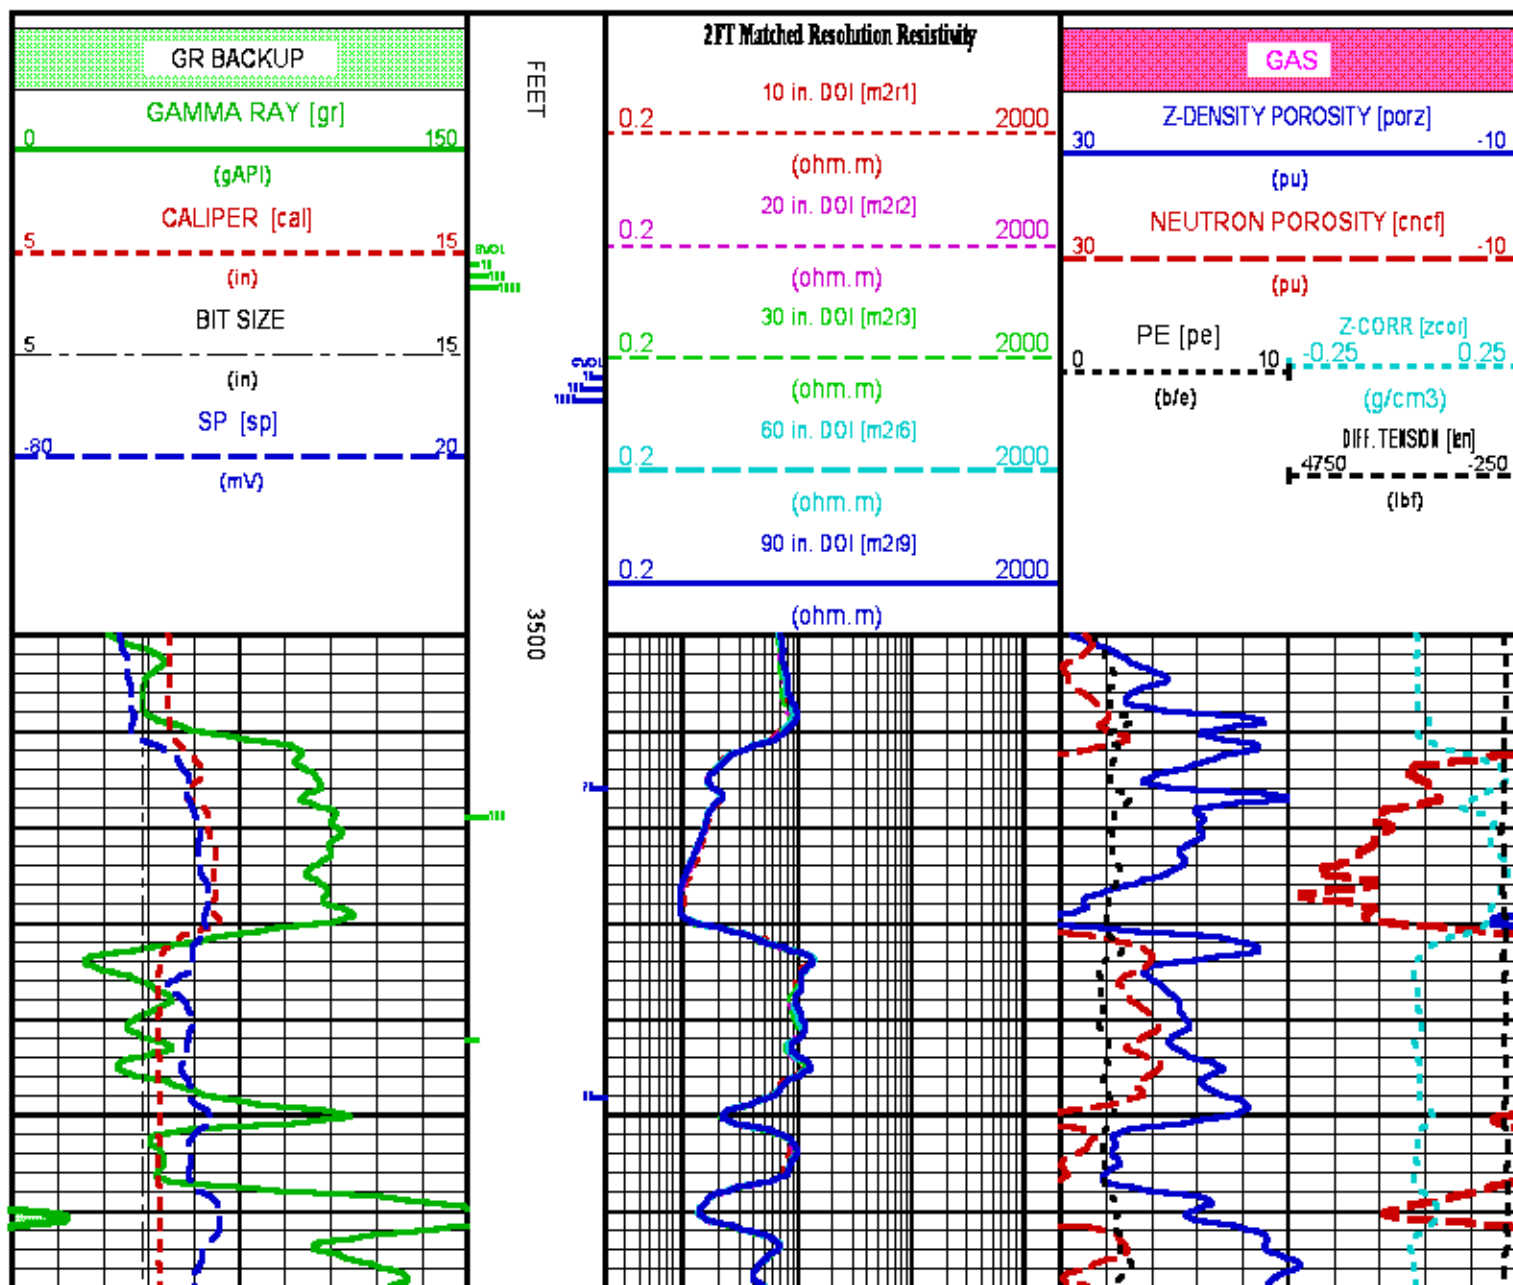 GR BACKUP
GAMMA RAY [gr]
0 150
(gAPI)
CALIPER [cal]
5 15
(in)
BIT SIZE
5 15
(in)
SP [sp]
-80 20
(mV)
FEET
BVOL
3500
2FT Matched Resolution Resistivity
10 in. DOI [m2r1]
0.2 2000
(ohm.m)
20 in. DOI [m2r2]
0.2 2000
(ohm.m)
30 in. DOI [m2r3]
0.2 2000
(ohm.m)
60 in. DOI [m2r6]
0.2 2000
(ohm.m)
90 in. DOI [m2r9]
0.2 2000
(ohm.m)
GAS
Z-DENSITY POROSITY [porz]
30 -10
(pu)
NEUTRON POROSITY [cncf]
30 -10
(pu)
PE [pe]
0 10
(b/e)
Z-CORR [zcor]
-0.25 0.25
(g/cm3)
DIFF. TENSION [ten]
4750 -250
(lbf)